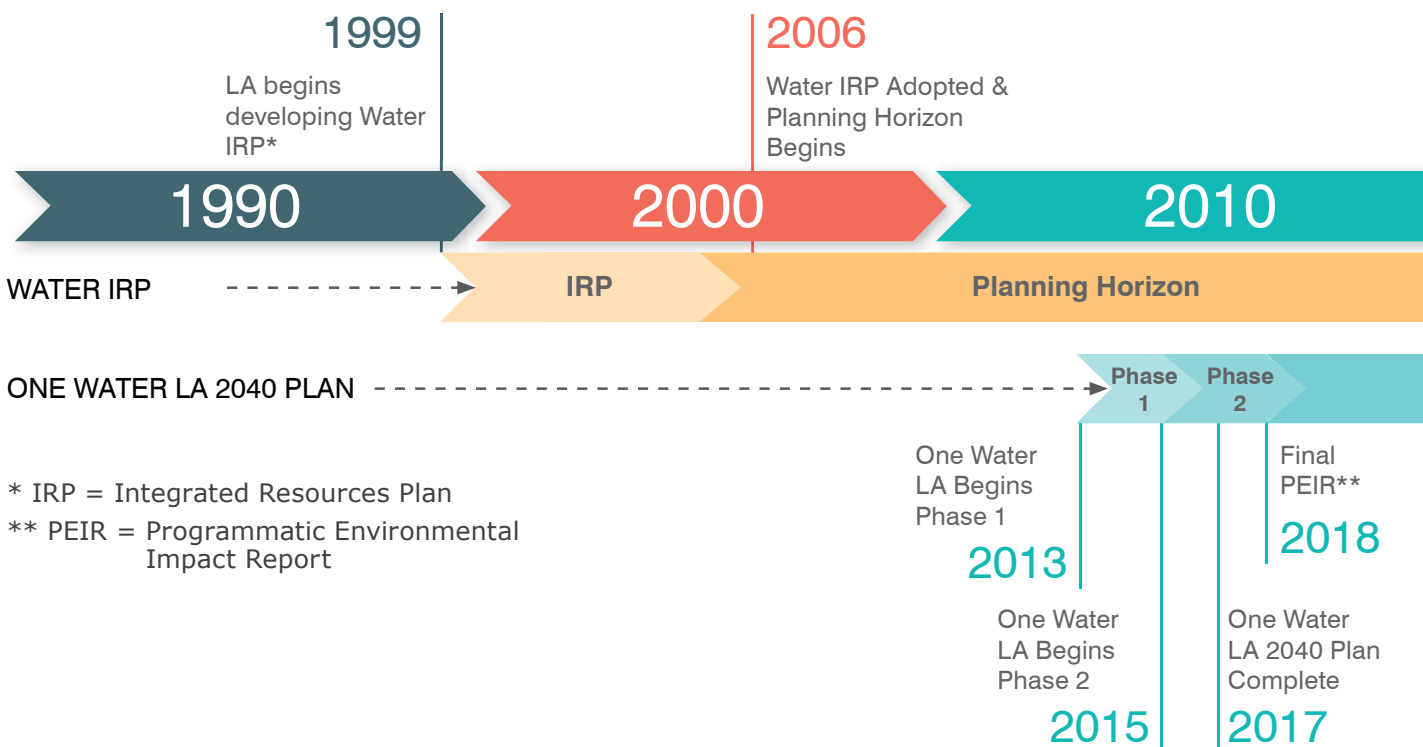 1999
LA begins
developing Water
IRP*
2006
Water IRP Adopted &
Planning Horizon
Begins
1990
2000
2010
WATER IRP
IRP
Planning Horizon
ONE WATER LA 2040 PLAN
Phase
1
Phase
2
* IRP = Integrated Resources Plan
** PEIR = Programmatic Environmental
Impact Report
One Water
LA Begins
Phase 1
2013
Final
PEIR**
2018
One Water
LA Begins
Phase 2
2015
One Water
LA 2040 Plan
Complete
2017